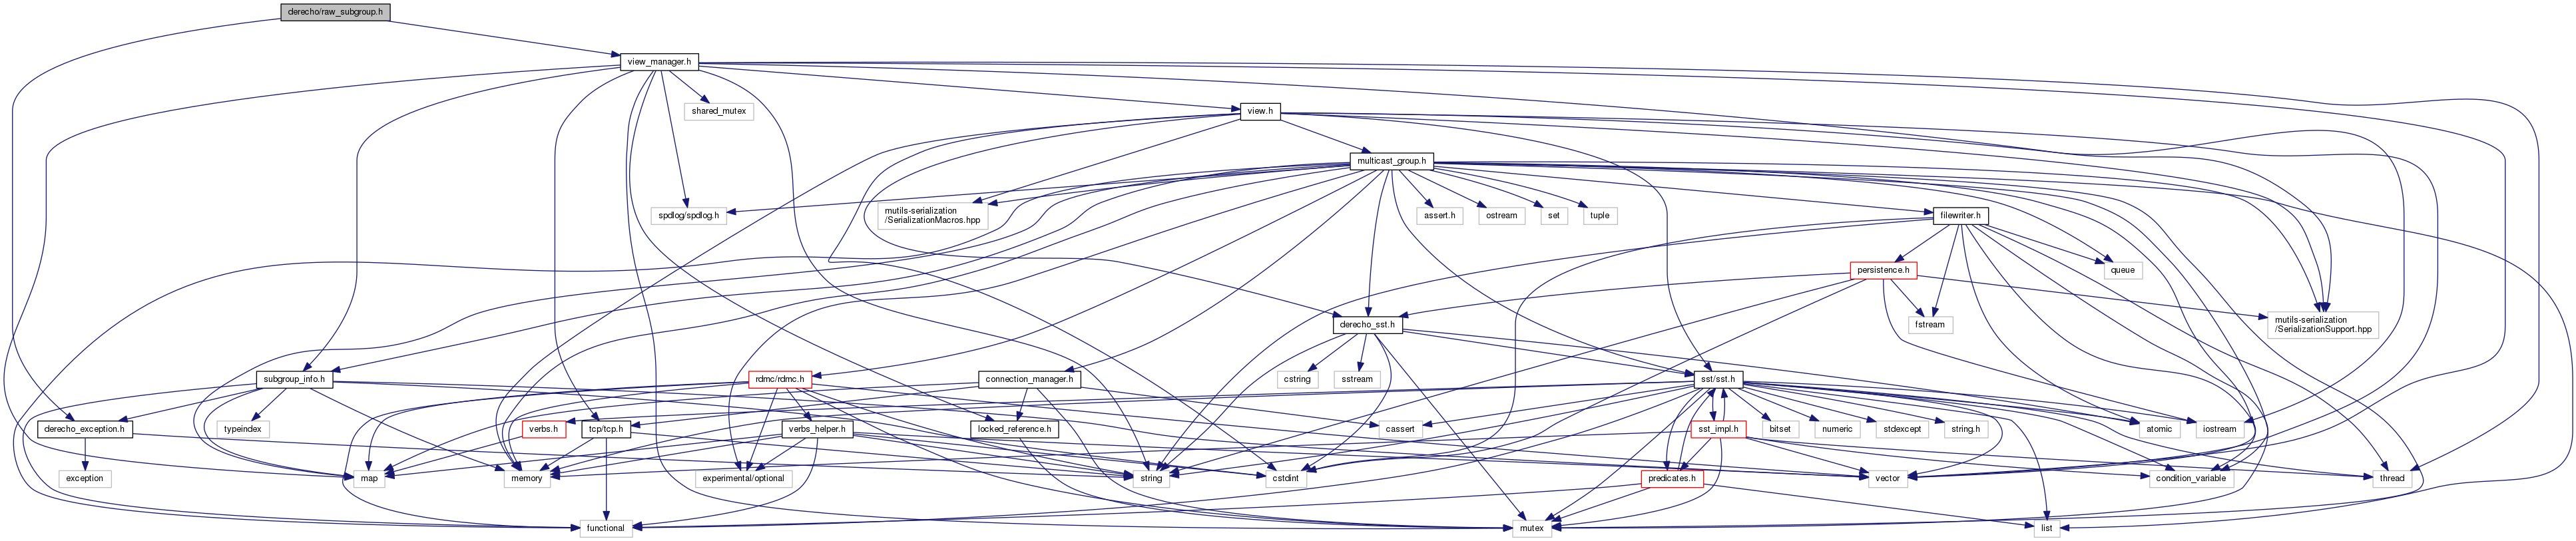 derecho/raw_subgroup.h
view_manager.h
shared_mutex
view.h
multicast_group.h
spdlog/spdlog.h
mutils-serialization
/SerializationMacros.hpp
assert.h
ostream
set
tuple
filewriter.h
persistence.h
queue
derecho_sst.h
fstream
mutils-serialization
/SerializationSupport.hpp
subgroup_info.h
rdmc/rdmc.h
connection_manager.h
cstring
sstream
sst/sst.h
derecho_exception.h
typeindex
verbs.h
tcp/tcp.h
verbs_helper.h
locked_reference.h
cassert
sst_impl.h
bitset
numeric
stdexcept
string.h
atomic
iostream
exception
map
memory
experimental/optional
string
cstdint
predicates.h
vector
condition_variable
thread
functional
mutex
list